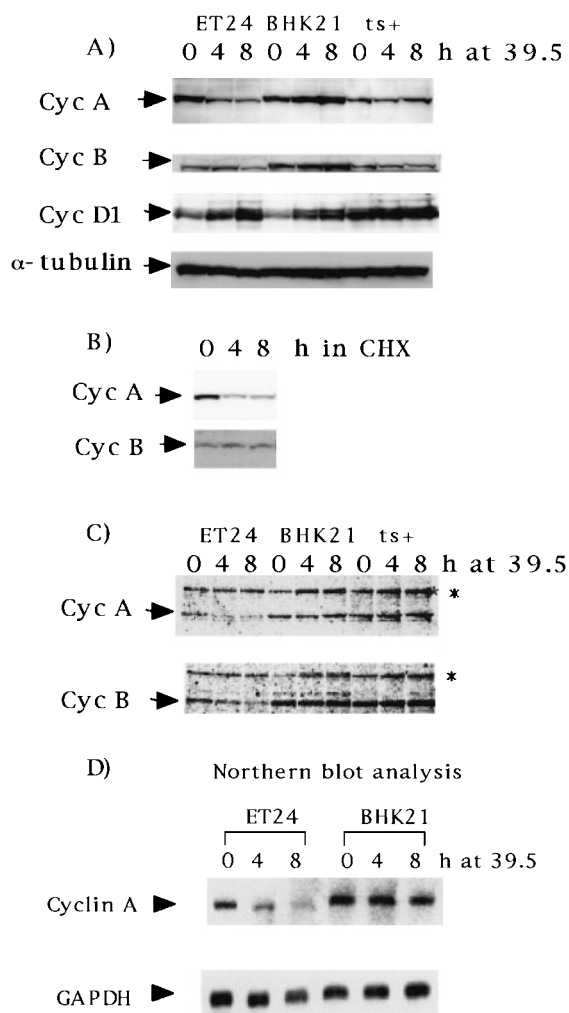 A) ET24 BHK21 ts+
0 4 8 0 4 8 0 4 8 h at 39.5
Cyc A
Cyc B
Cyc D1
α-tubulin
B)
0 4 8 h in CHX
Cyc A
Cyc B
C) ET24 BHK21 ts+
0 4 8 0 4 8 0 4 8 h at 39.5
*
Cyc A
*
Cyc B
D) Northern blot analysis
ET24 BHK21
0 4 8 0 4 8 h at 39.5
Cyclin A
GAPDH